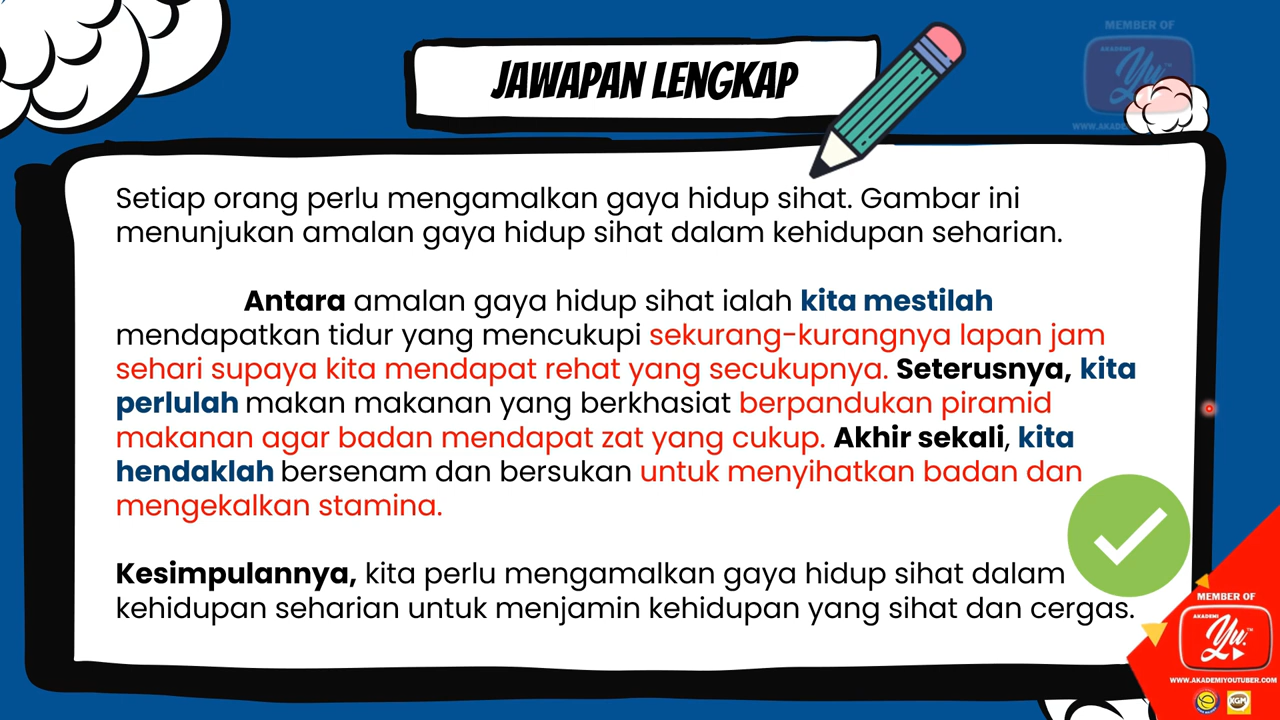 MEMBER OF
AKADEMI
Yu
JAWAPAN LENGKAP
Setiap orang perlu mengamalkan gaya hidup sihat. Gambar ini
menunjukan amalan gaya hidup sihat dalam kehidupan seharian.
Antara amalan gaya hidup sihat ialah kita mestilah
mendapatkan tidur yang mencukupi sekurang-kurangnya lapan jam
sehari supaya kita mendapat rehat yang secukupnya. Seterusnya, kita
perlulah makan makanan yang berkhasiat berpandukan piramid
makanan agar badan mendapat zat yang cukup. Akhir sekali, kita
hendaklah bersenam dan bersukan untuk menyihatkan badan dan
mengekalkan stamina.
Kesimpulannya, kita perlu mengamalkan gaya hidup sihat dalam
kehidupan seharian untuk menjamin kehidupan yang sihat dan cergas.
MEMBER OF
AKADEMI
Yu
WWW.AKADEMIYOUTUBER.COM
XGM